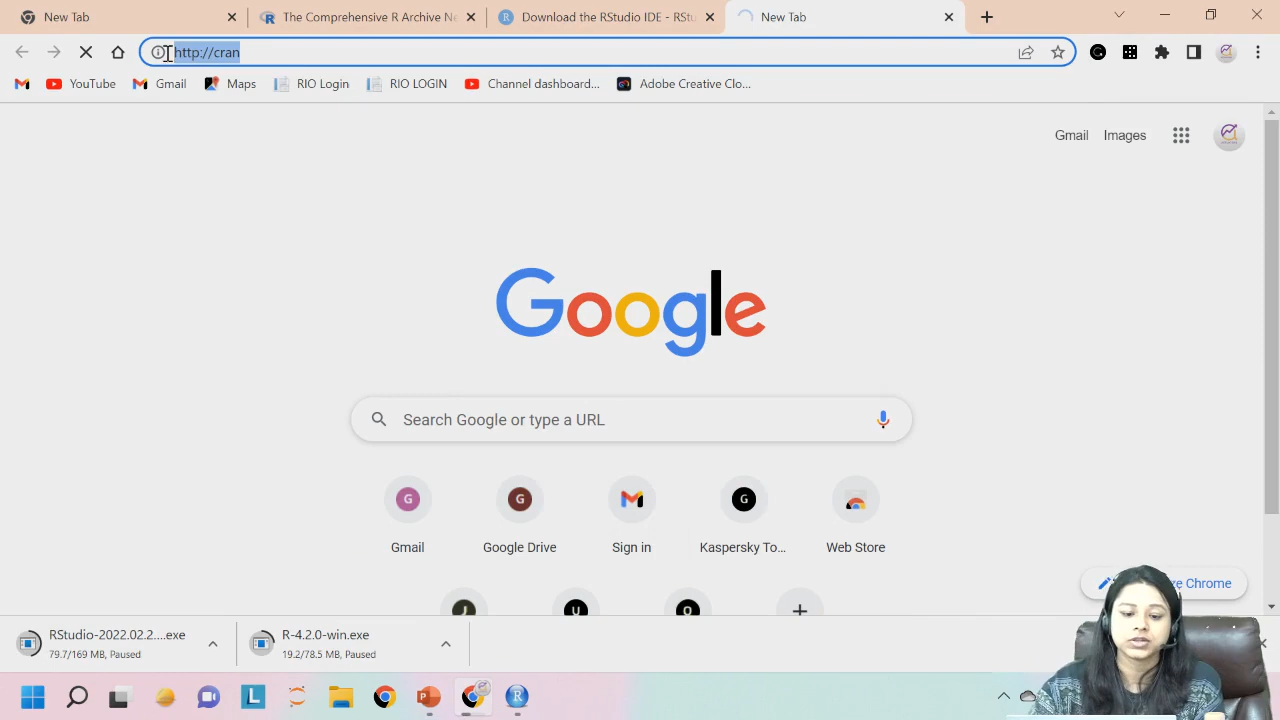 New Tab
The Comprehensive R Archive Ne
Download the RStudio IDE - RStu
New Tab
http://cran
YouTube
Gmail
Maps
RIO Login
RIO LOGIN
Channel dashboard...
Adobe Creative Clo...
Gmail
Images
Google
Search Google or type a URL
G
G
G
Gmail
Google Drive
Sign in
Kaspersky To...
Web Store
J
U
O
ze Chrome
RStudio-2022.02.2....exe
79.7/169 MB, Paused
R-4.2.0-win.exe
19.2/78.5 MB, Paused